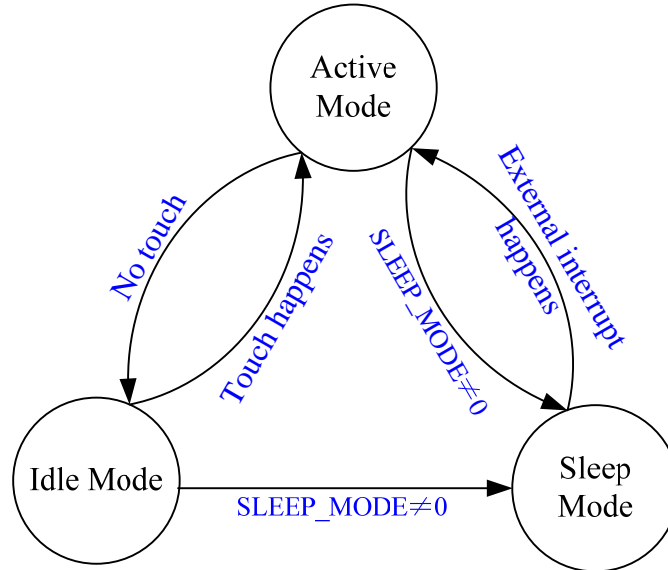 Active
Mode
No touch
Touch happens
SLEEP_MODE≠0
External interrupt
happens
Idle Mode
SLEEP_MODE≠0
Sleep
Mode